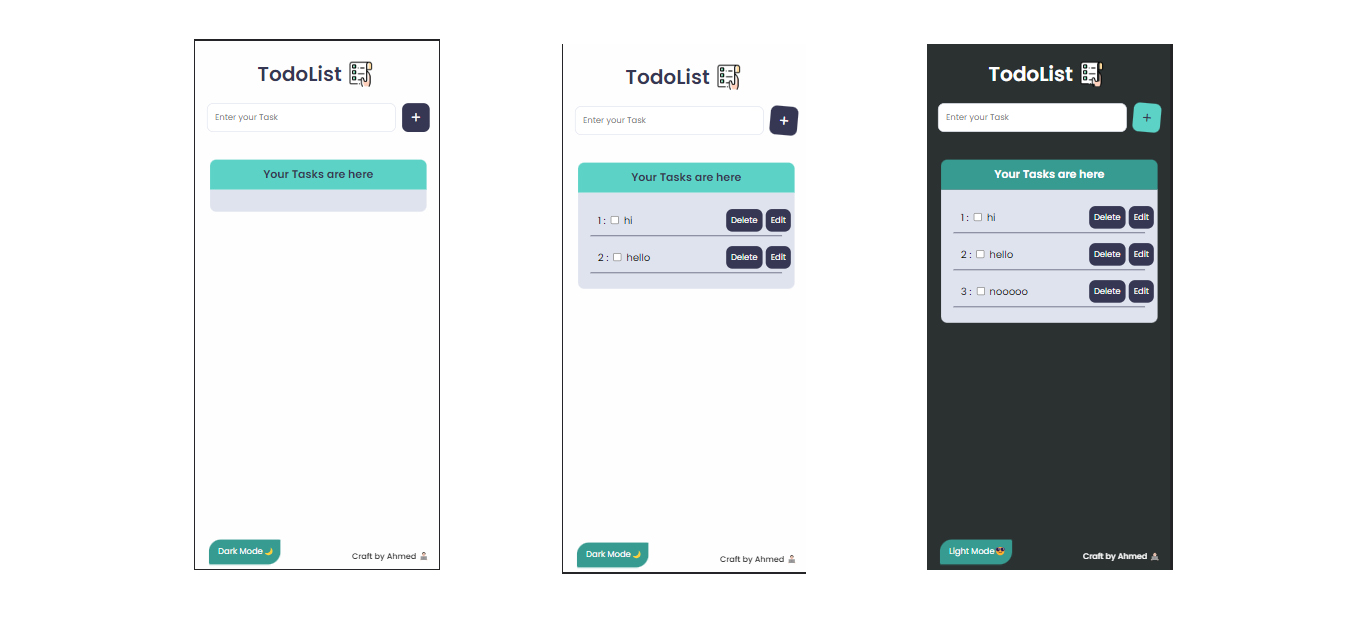 TodoList
Enter your Task
+
Your Tasks are here
Dark Mode🌙
Craft by Ahmed
TodoList
Enter your Task
+
Your Tasks are here
1 : hi Delete Edit
2 : hello Delete Edit
Dark Mode🌙
Craft by Ahmed
TodoList
Enter your Task
+
Your Tasks are here
1 : hi Delete Edit
2 : hello Delete Edit
3 : nooooo Delete Edit
Light Mode😎
Craft by Ahmed